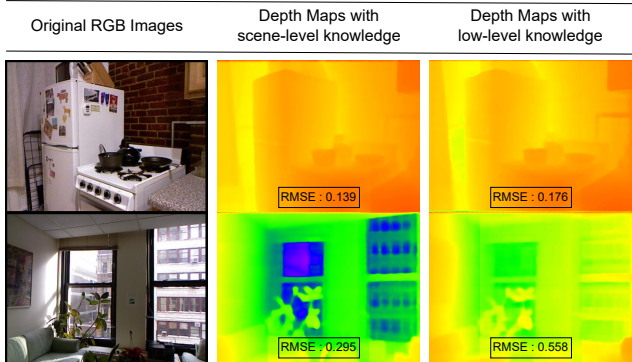 Original RGB Images
Depth Maps with
scene-level knowledge
Depth Maps with
low-level knowledge
RMSE : 0.139
RMSE : 0.176
RMSE : 0.295
RMSE : 0.558